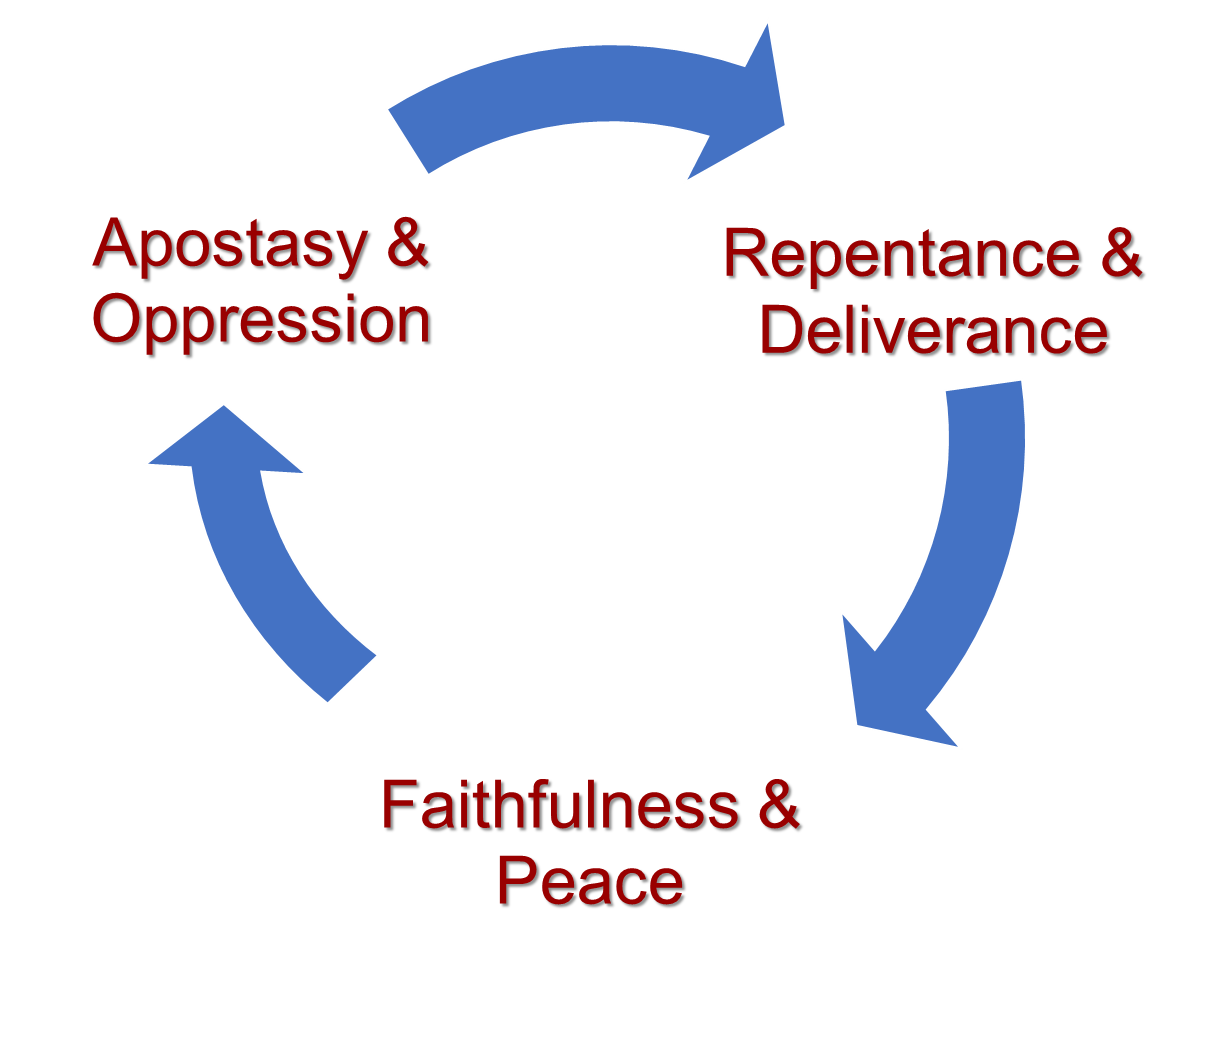 Apostasy &
Oppression
Repentance &
Deliverance
Faithfulness &
Peace